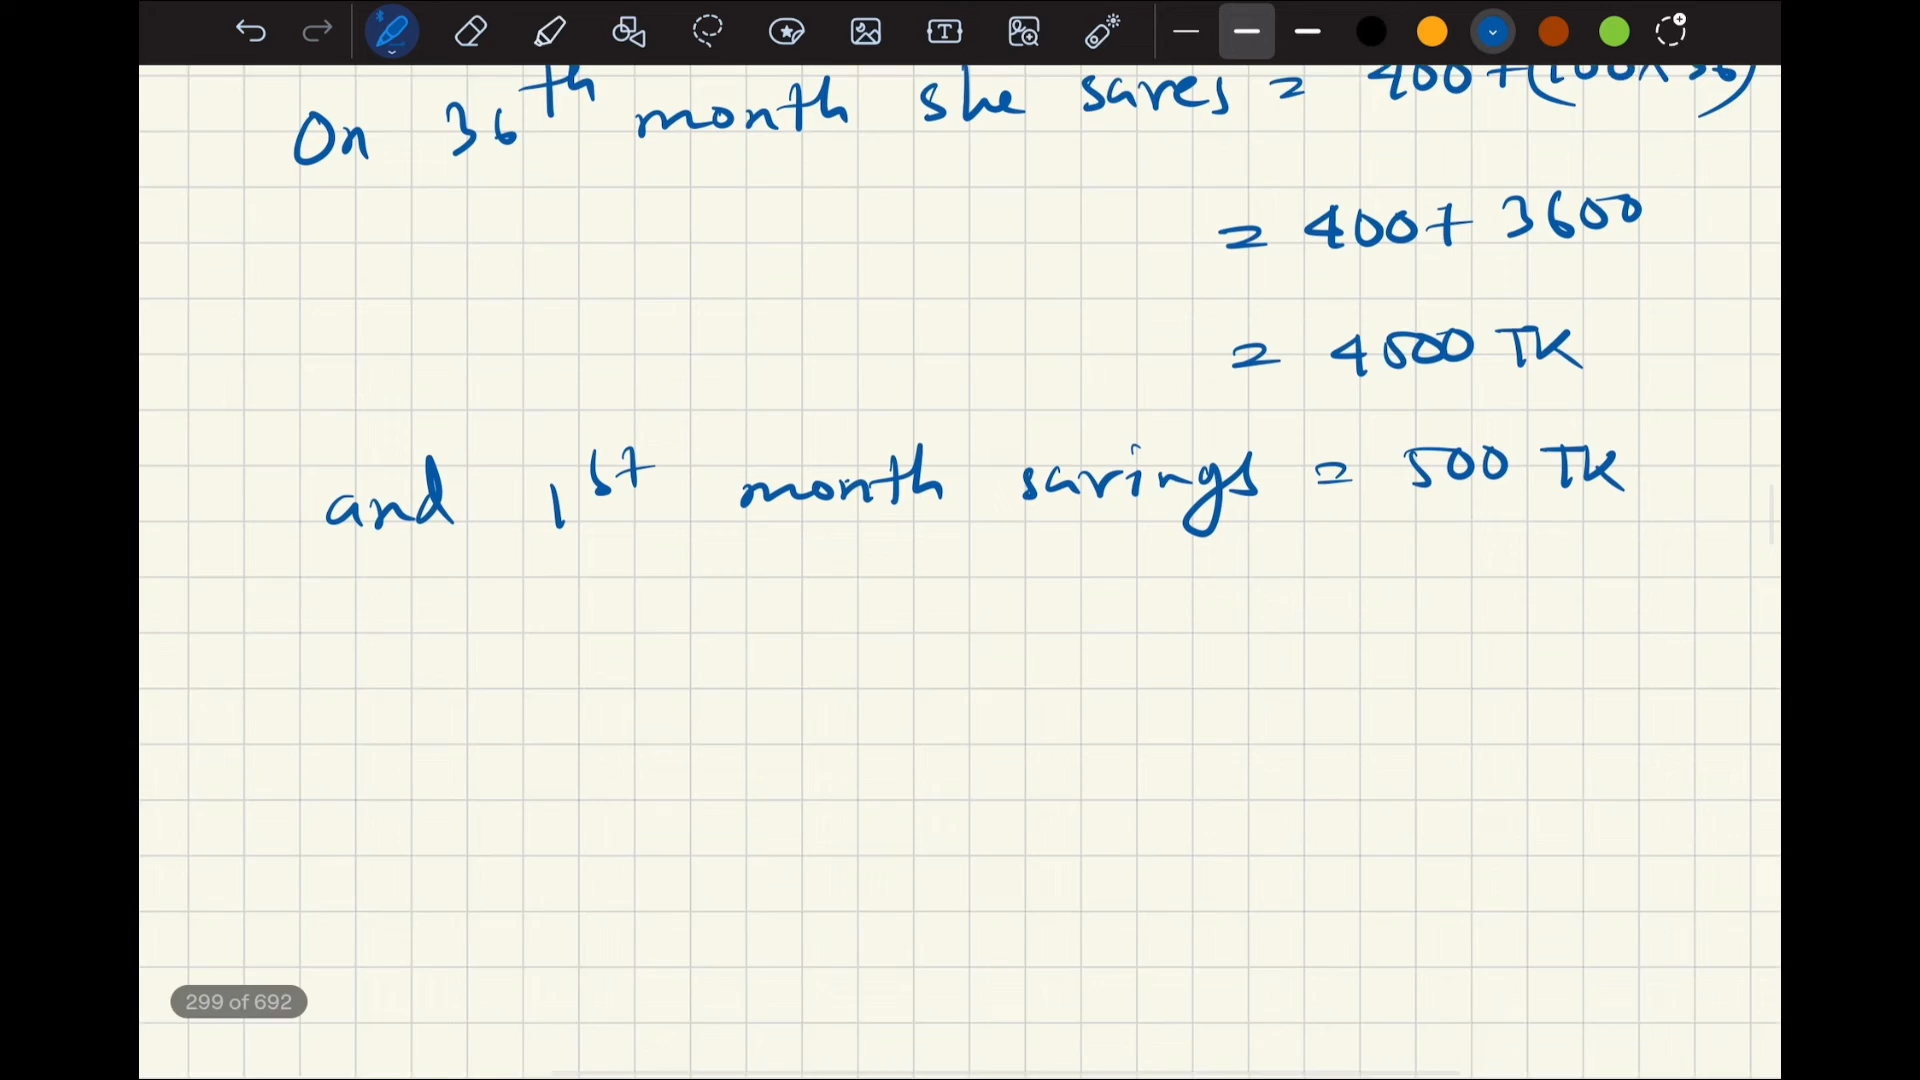 On 36th month she saves = 400+(100×36)
= 400+ 3600
= 4000 TK
and 1st month savings = 500 TK
299 of 692